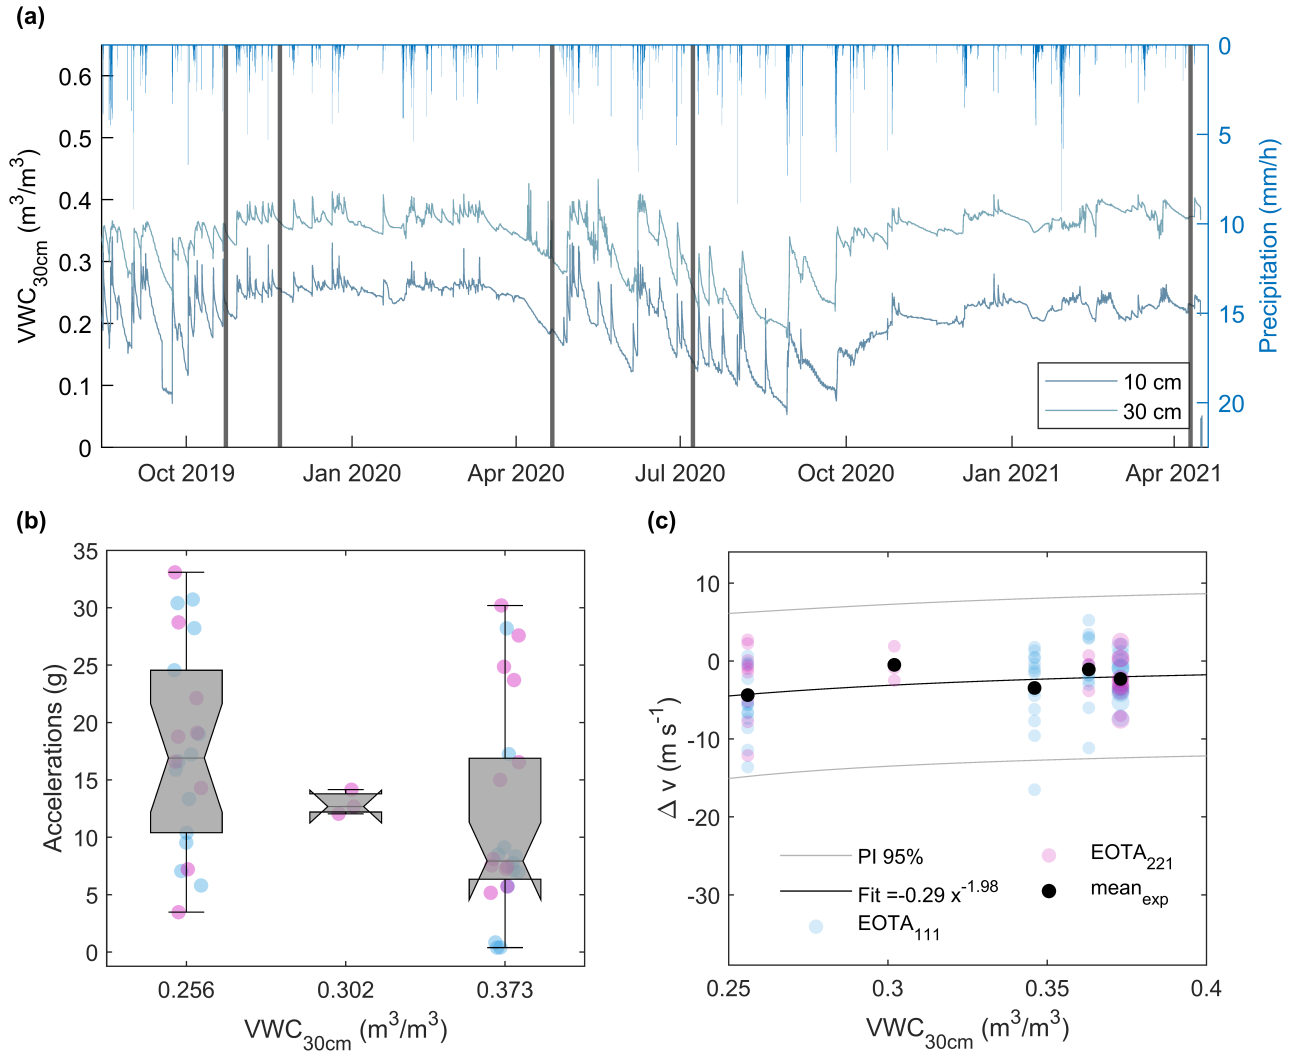 (a)
0.6
0.5
0.4
0.3
0.2
0.1
0
VWC30cm (m³/m³)
0
5
10
15
20
Precipitation (mm/h)
10 cm
30 cm
Oct 2019 Jan 2020 Apr 2020 Jul 2020 Oct 2020 Jan 2021 Apr 2021
(b)
35
30
25
20
15
10
5
0
Accelerations (g)
0.256 0.302 0.373
VWC30cm (m³/m³)
(c)
10
0
-10
-20
-30
Δ v (m s⁻¹)
PI 95%
Fit =-0.29 x^-1.98
EOTA111
EOTA221
meanexp
0.25 0.3 0.35 0.4
VWC30cm (m³/m³)